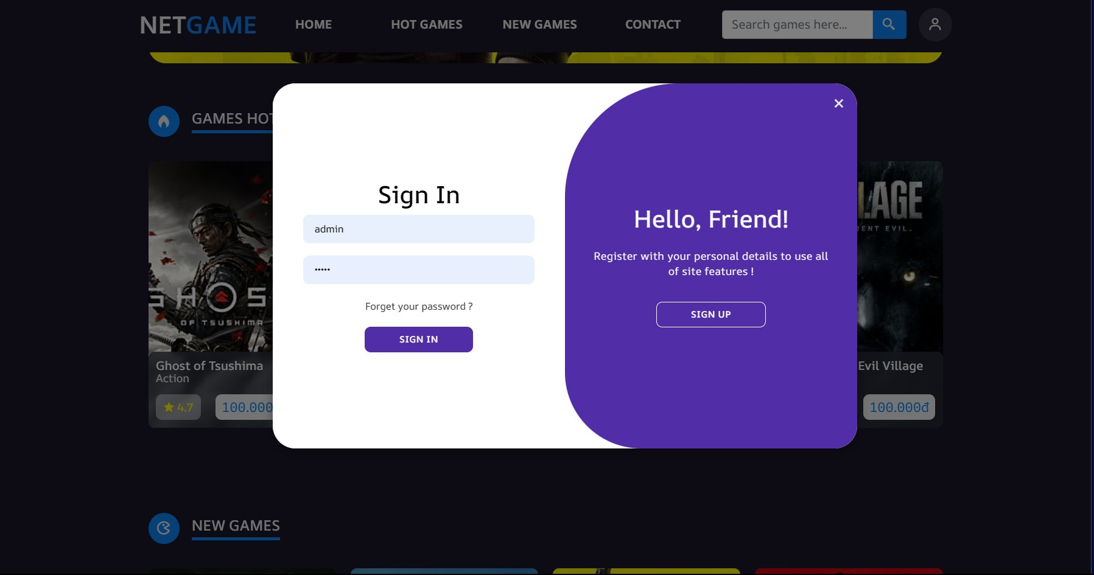 NETGAME
HOME
HOT GAMES
NEW GAMES
CONTACT
Search games here...
GAMES HOT
Sign In
admin
•••••
Forget your password ?
SIGN IN
×
Hello, Friend!
Register with your personal details to use all
of site features !
SIGN UP
GHOS
OF TSUSHIMA
Ghost of Tsushima
Action
4.7
100.000
LAGE
DENT EVIL
Evil Village
100.000đ
NEW GAMES